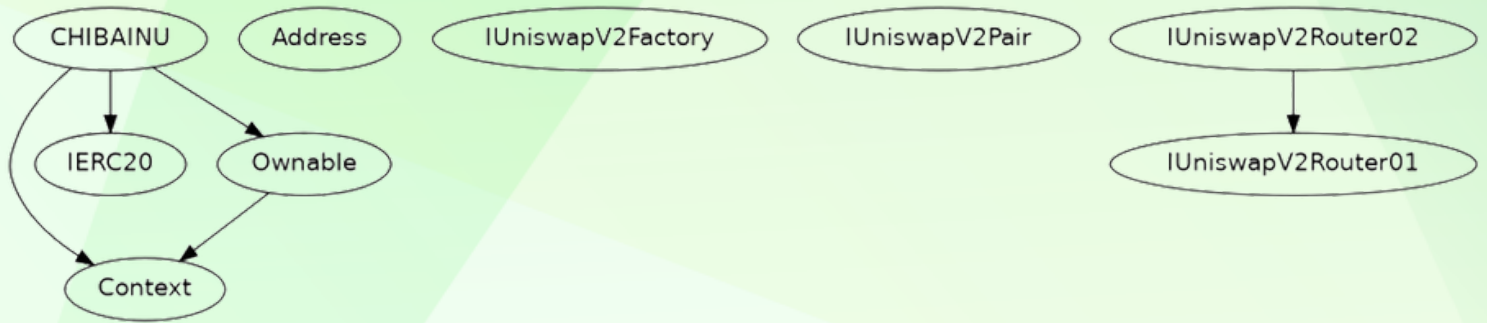 CHIBAINU
Address
IUniswapV2Factory
IUniswapV2Pair
IUniswapV2Router02
IERC20
Ownable
IUniswapV2Router01
Context